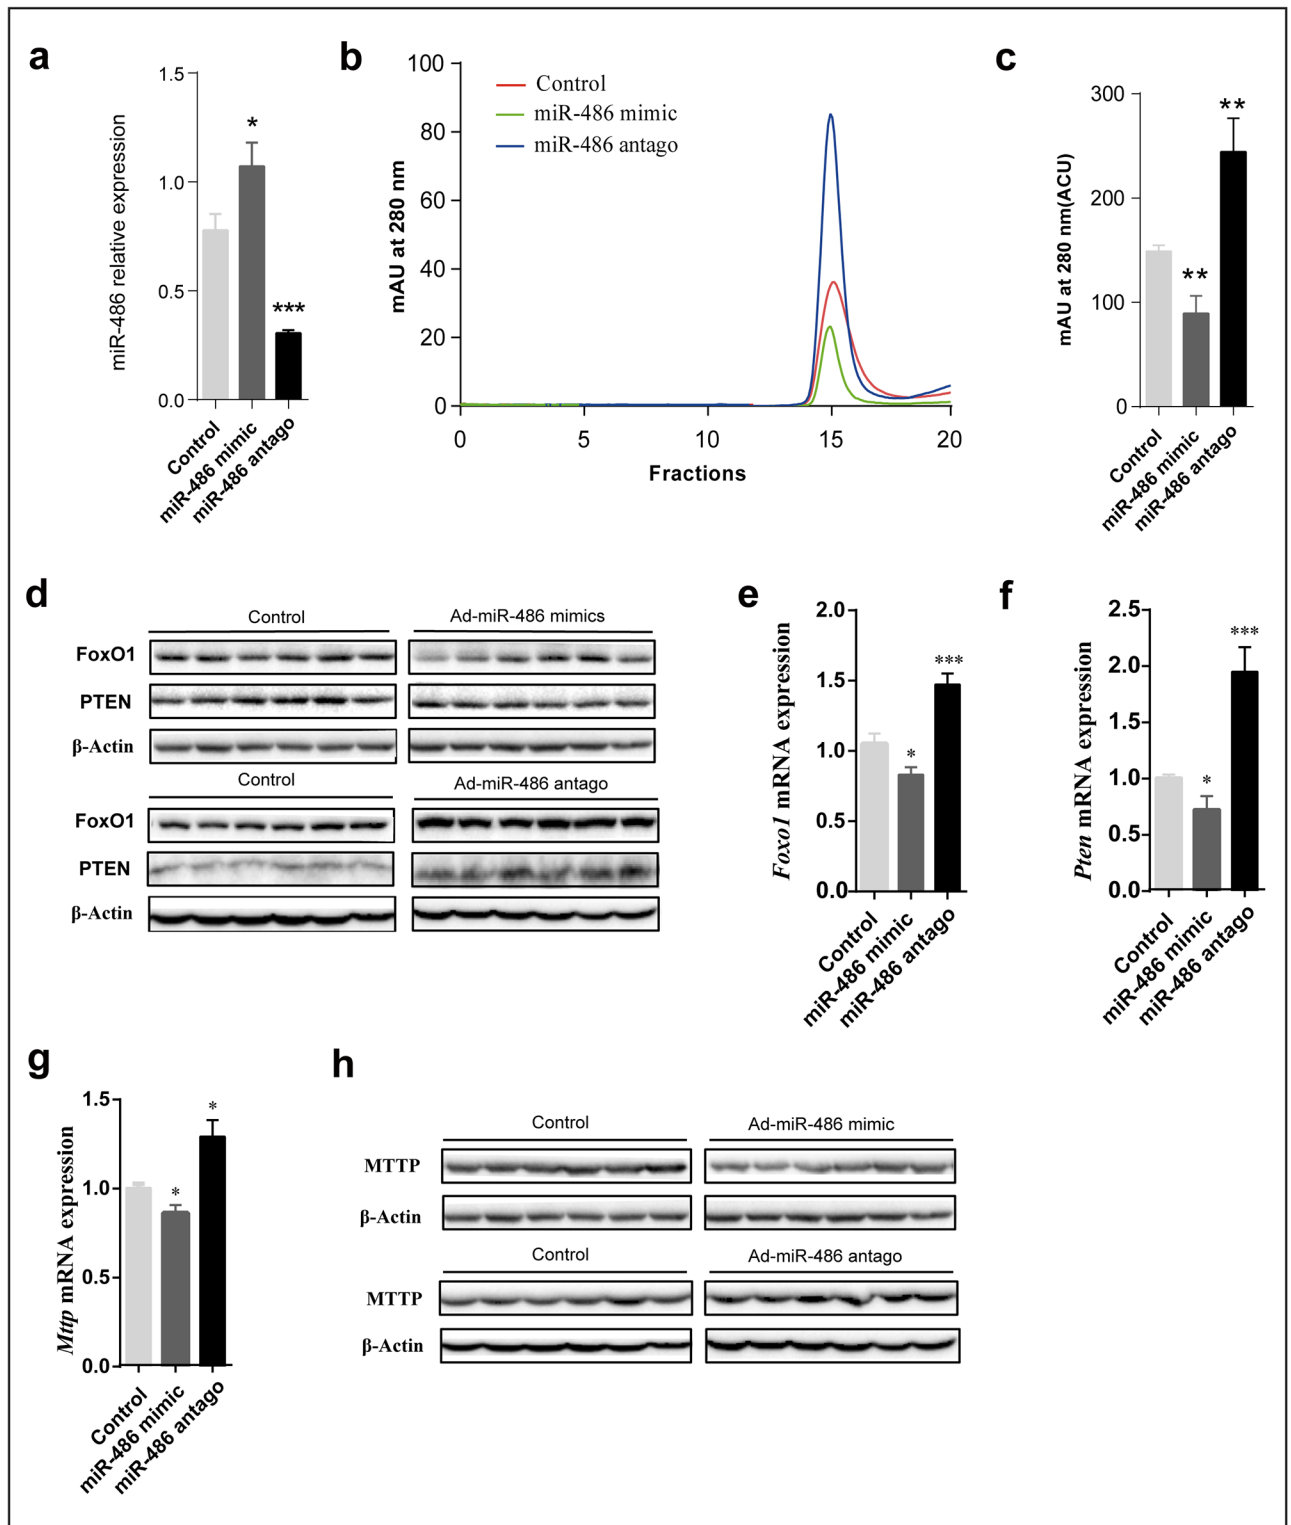 a
miR-486 relative expression
1.5
1.0
0.5
0.0
*
***
Control
miR-486 mimic
miR-486 antago
b
mAU at 280 nm
100
80
60
40
20
0
Control
miR-486 mimic
miR-486 antago
0 5 10 15 20
Fractions
c
mAU at 280 nm(ACU)
300
200
100
0
**
**
Control
miR-486 mimic
miR-486 antago
d
Control Ad-miR-486 mimics
FoxO1
PTEN
β-Actin
Control Ad-miR-486 antago
FoxO1
PTEN
β-Actin
e
Foxo1 mRNA expression
2.0
1.5
1.0
0.5
0.0
*
***
Control
miR-486 mimic
miR-486 antago
f
Pten mRNA expression
2.5
2.0
1.5
1.0
0.5
0.0
*
***
Control
miR-486 mimic
miR-486 antago
g
Mttp mRNA expression
1.5
1.0
0.5
0.0
*
*
Control
miR-486 mimic
miR-486 antago
h
Control Ad-miR-486 mimic
MTTP
β-Actin
Control Ad-miR-486 antago
MTTP
β-Actin